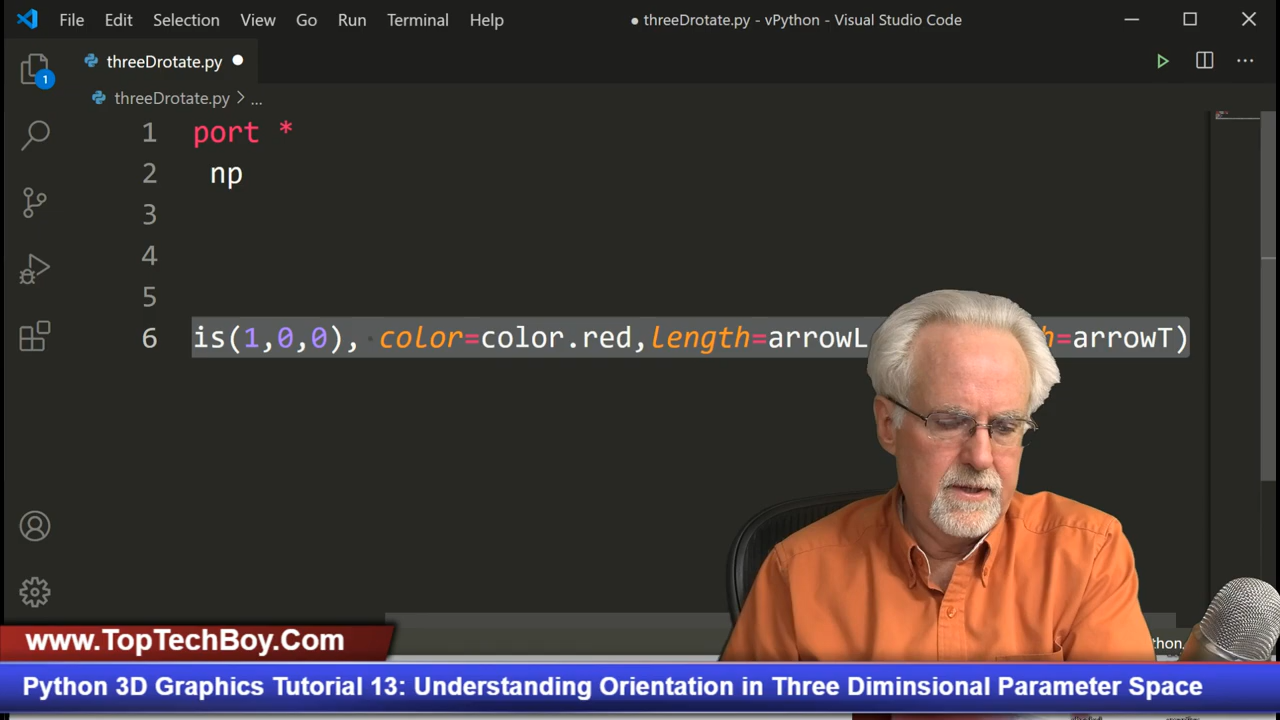 File Edit Selection View Go Run Terminal Help ● threeDrotate.py - vPython - Visual Studio Code
threeDrotate.py
1
threeDrotate.py > ...
1 port *
2 np
3
4
5
6 is(1,0,0), color=color.red,length=arrowL h=arrowT)
www.TopTechBoy.Com
Python 3D Graphics Tutorial 13: Understanding Orientation in Three Diminsional Parameter Space